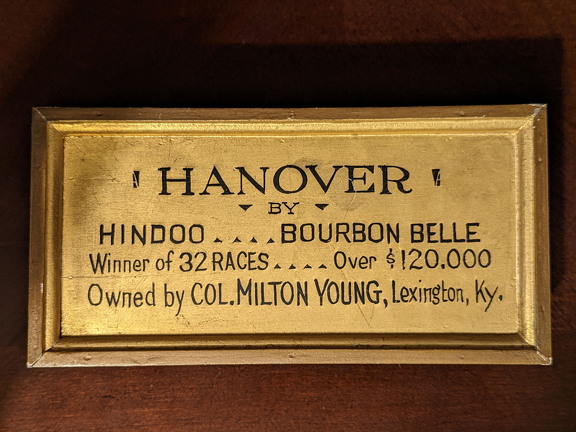 "HANOVER"
BY
HINDOO....BOURBON BELLE
Winner of 32 RACES.... Over $120.000
Owned by COL. MILTON YOUNG, Lexington, Ky.